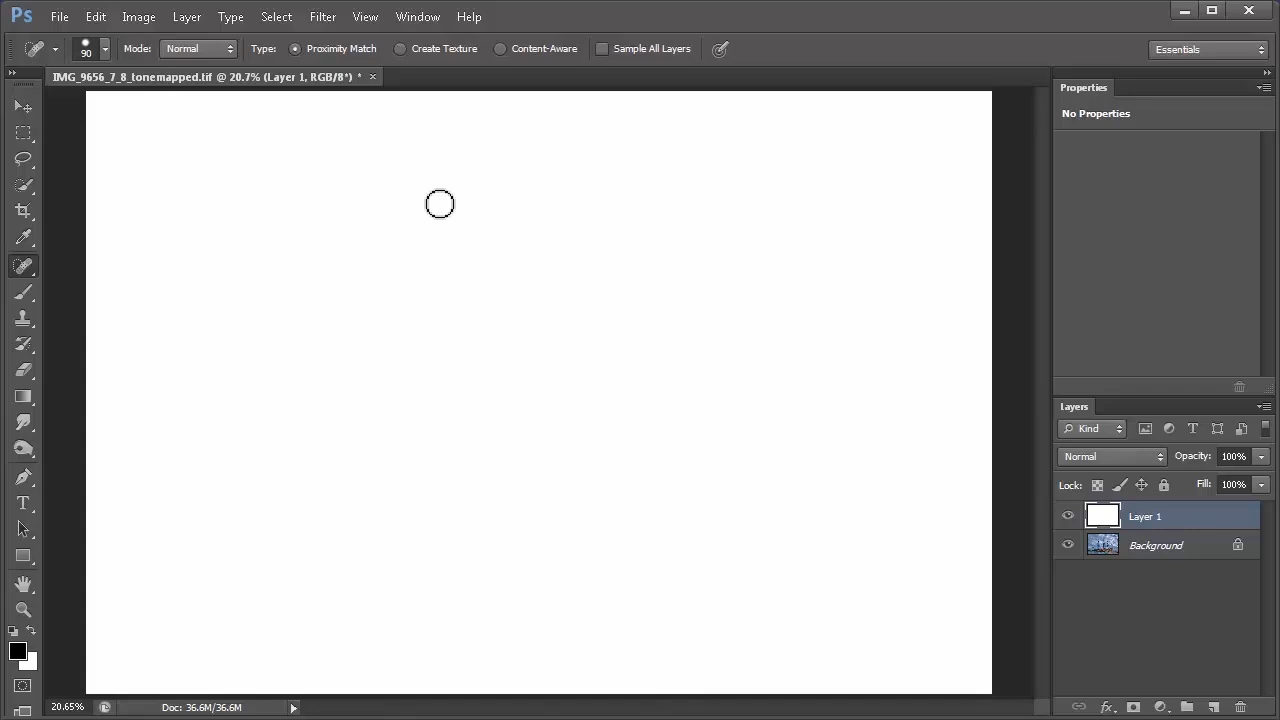 Ps File Edit Image Layer Type Select Filter View Window Help
90 Mode: Normal Type: Proximity Match Create Texture Content-Aware Sample All Layers Essentials
IMG_9656_7_8_tonemapped.tif @ 20.7% (Layer 1, RGB/8*) * ×
Properties
No Properties
Layers
Kind
Normal Opacity: 100%
Lock: Fill: 100%
Layer 1
Background
20.65% Doc: 36.6M/36.6M